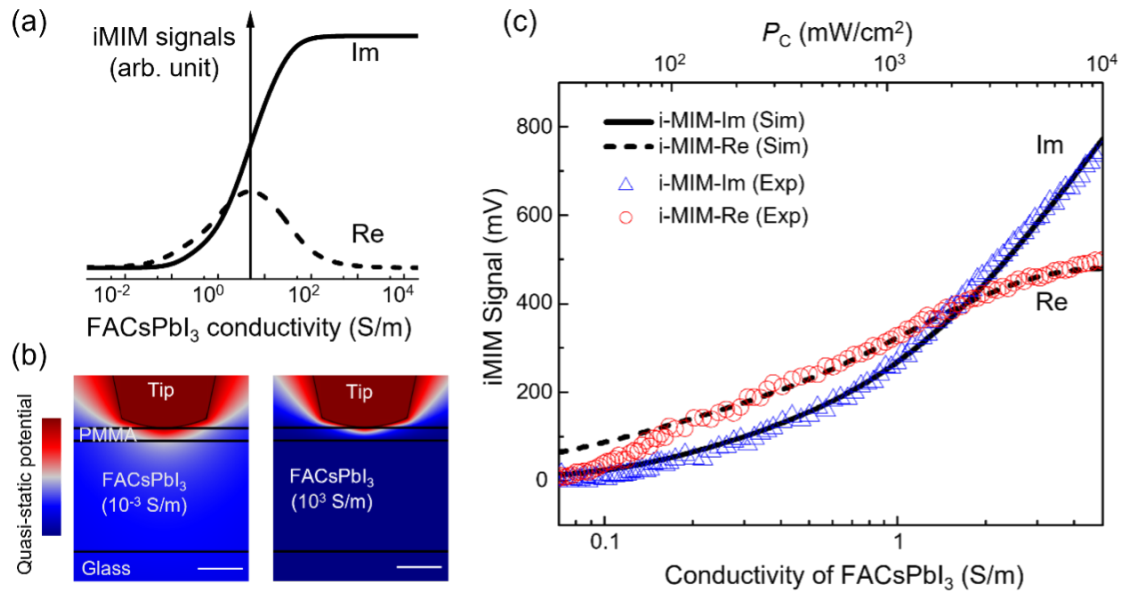 (a)
iMIM signals
(arb. unit)
Im
Re
10⁻² 10⁰ 10² 10⁴
FACsPbI₃ conductivity (S/m)
(b)
Quasi-static potential
Tip
PMMA
FACsPbI₃
(10⁻³ S/m)
Glass
Tip
FACsPbI₃
(10³ S/m)
(c)
P_C (mW/cm²)
10² 10³ 10⁴
i-MIM-Im (Sim)
i-MIM-Re (Sim)
i-MIM-Im (Exp)
i-MIM-Re (Exp)
Im
Re
iMIM Signal (mV)
800
600
400
200
0
0.1 1
Conductivity of FACsPbI₃ (S/m)